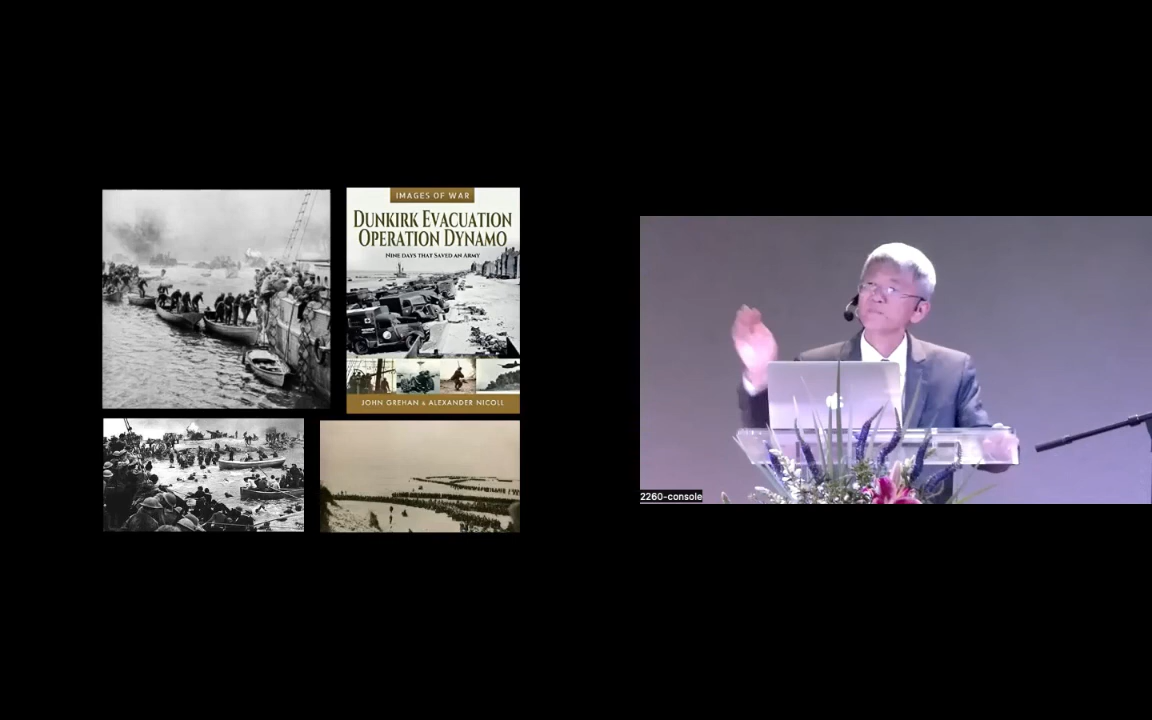 IMAGES OF WAR
DUNKIRK EVACUATION
OPERATION DYNAMO
NINE DAYS THAT SAVED AN ARMY
JOHN GREHAN & ALEXANDER NICOLL
2260-console